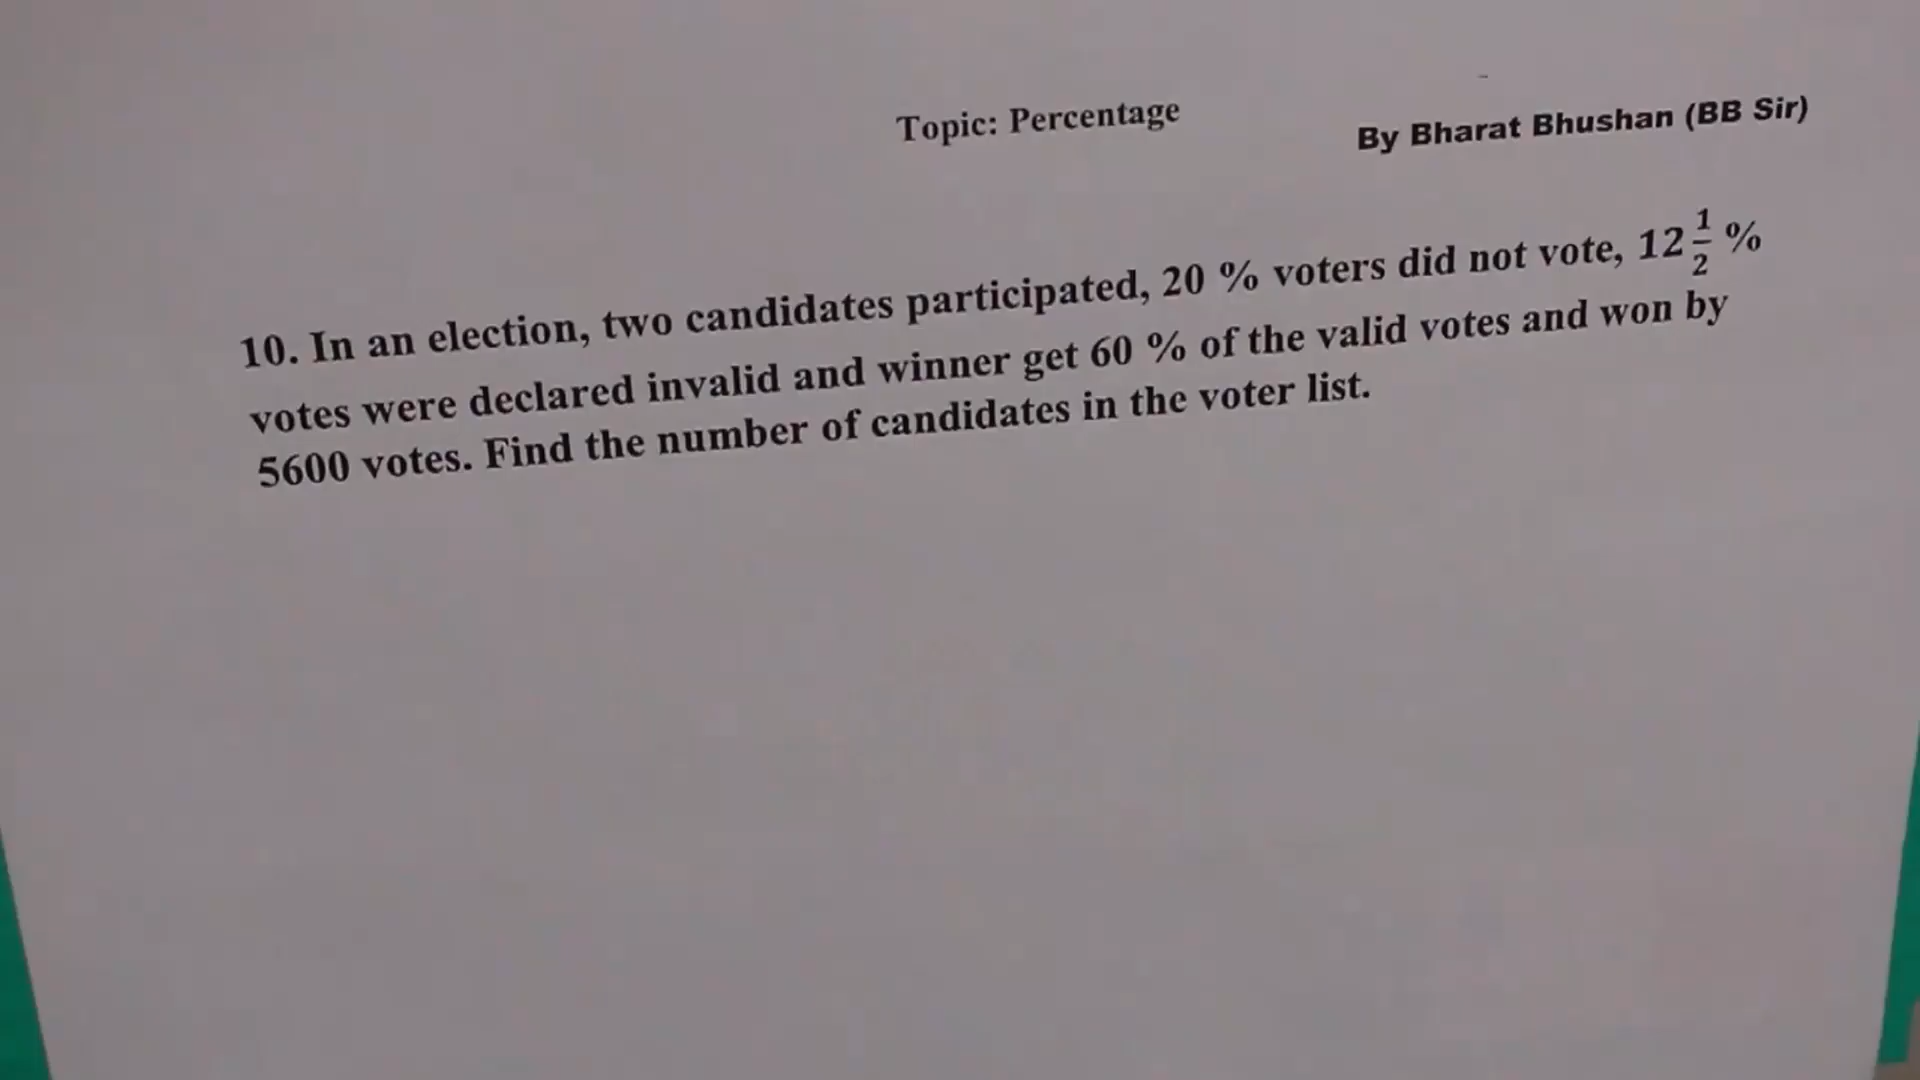 Topic: Percentage
By Bharat Bhushan (BB Sir)
10. In an election, two candidates participated, 20 % voters did not vote, 12 1/2 %
votes were declared invalid and winner get 60 % of the valid votes and won by
5600 votes. Find the number of candidates in the voter list.